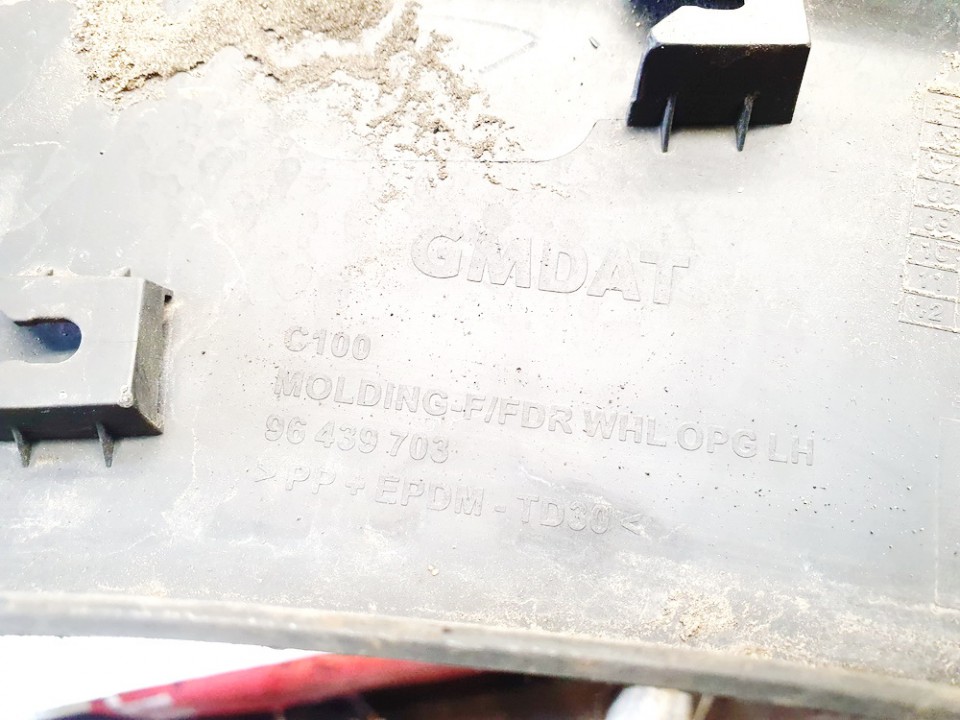 GMDAT
C100
MOLDING-F/FDR WHL OPG LH
96 439 703
>PP + EPDM - TD30<